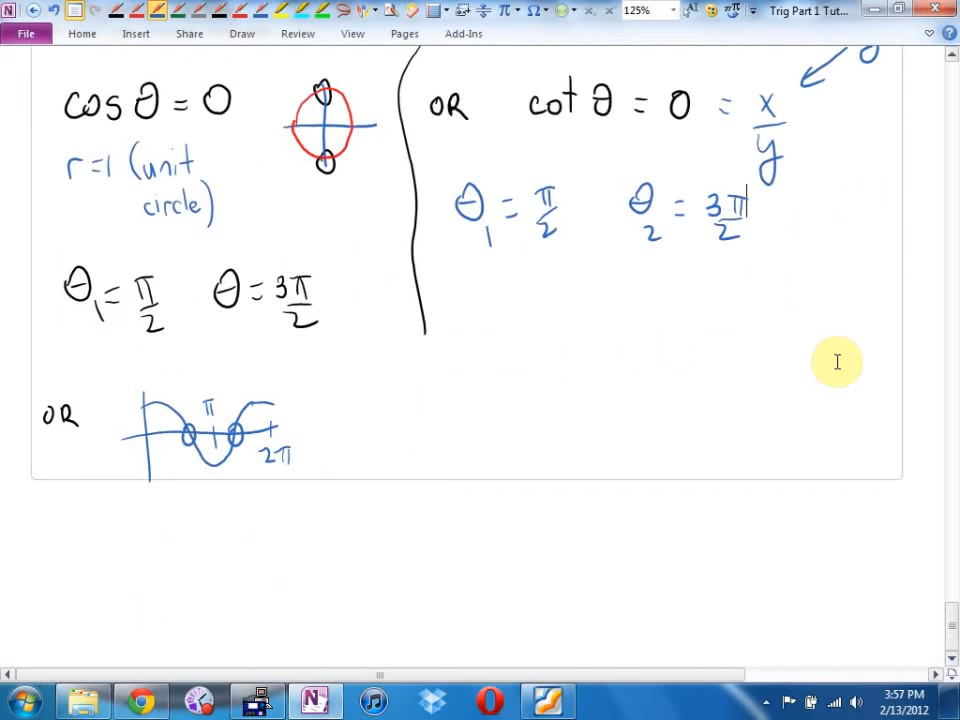 125%
Trig Part 1 Tut...
File Home Insert Share Draw Review View Pages Add-Ins
cos θ = 0
r = 1 (unit
circle)
θ₁ = π/2 θ = 3π/2
OR
π
2π
0
OR cot θ = 0 = x/y
θ₁ = π/2 θ₂ = 3π/2
3:57 PM
2/13/2012